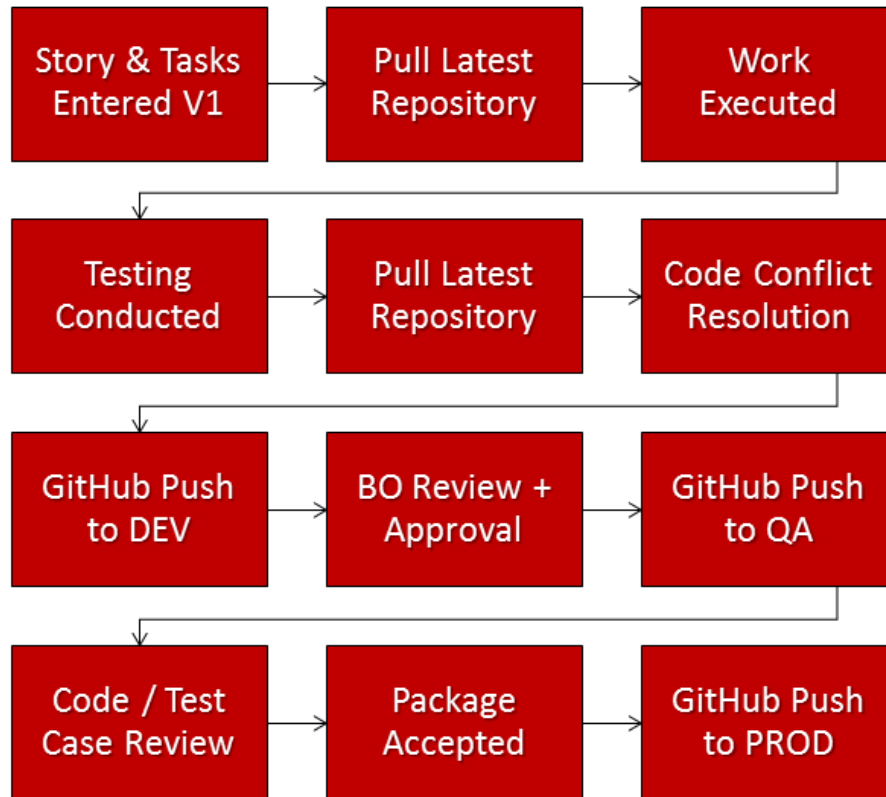 Story & Tasks
Entered V1
Pull Latest
Repository
Work
Executed
Testing
Conducted
Pull Latest
Repository
Code Conflict
Resolution
GitHub Push
to DEV
BO Review +
Approval
GitHub Push
to QA
Code / Test
Case Review
Package
Accepted
GitHub Push
to PROD